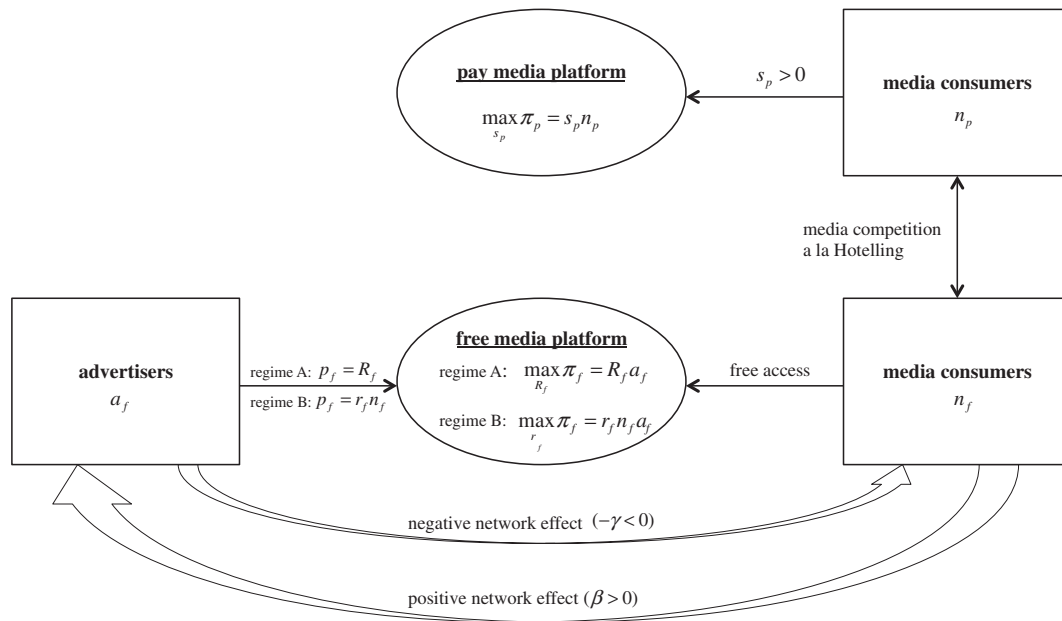 pay media platform
max π_p = s_p n_p
s_p
s_p > 0
media consumers
n_p
media competition
a la Hotelling
advertisers
a_f
regime A: p_f = R_f
regime B: p_f = r_f n_f
free media platform
regime A: max π_f = R_f a_f
R_f
regime B: max π_f = r_f n_f a_f
r_f
free access
media consumers
n_f
negative network effect (−γ < 0)
positive network effect (β > 0)